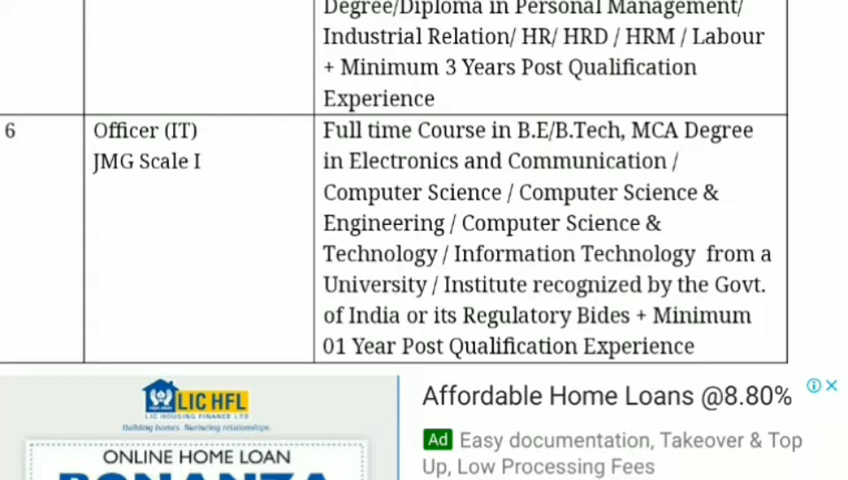 Degree/Diploma in Personal Management/
Industrial Relation/ HR/ HRD / HRM / Labour
+ Minimum 3 Years Post Qualification
Experience
6
Officer (IT)
JMG Scale I
Full time Course in B.E/B.Tech, MCA Degree
in Electronics and Communication /
Computer Science / Computer Science &
Engineering / Computer Science &
Technology / Information Technology from a
University / Institute recognized by the Govt.
of India or its Regulatory Bides + Minimum
01 Year Post Qualification Experience
LIC HFL
LIC HOUSING FINANCE LTD
Building homes. Nurturing relationships.
ONLINE HOME LOAN
BONANZA
Affordable Home Loans @8.80%
Ad Easy documentation, Takeover & Top
Up, Low Processing Fees